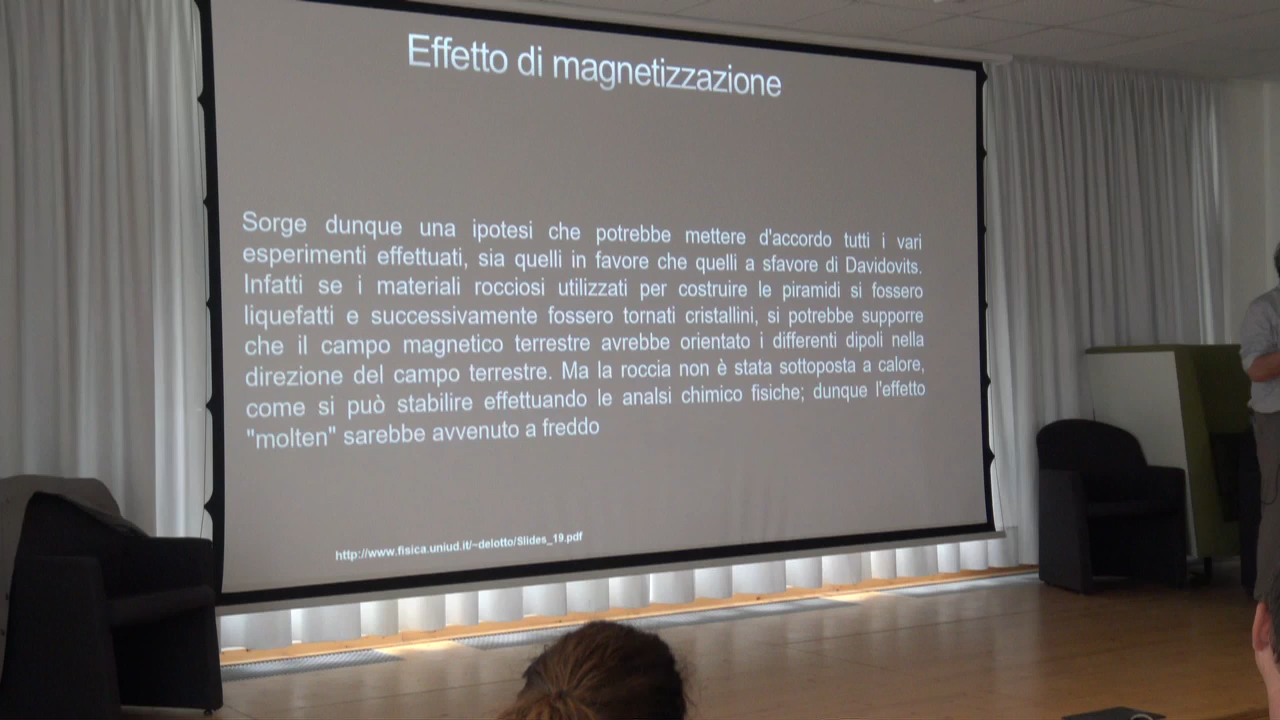 Effetto di magnetizzazione
Sorge dunque una ipotesi che potrebbe mettere d'accordo tutti i vari
esperimenti effettuati, sia quelli in favore che quelli a sfavore di Davidovits.
Infatti se i materiali rocciosi utilizzati per costruire le piramidi si fossero
liquefatti e successivamente fossero tornati cristallini, si potrebbe supporre
che il campo magnetico terrestre avrebbe orientato i differenti dipoli nella
direzione del campo terrestre. Ma la roccia non è stata sottoposta a calore,
come si può stabilire effettuando le analsi chimico fisiche; dunque l'effetto
"molten" sarebbe avvenuto a freddo
http://www.fisica.uniud.it/~delotto/Slides_19.pdf